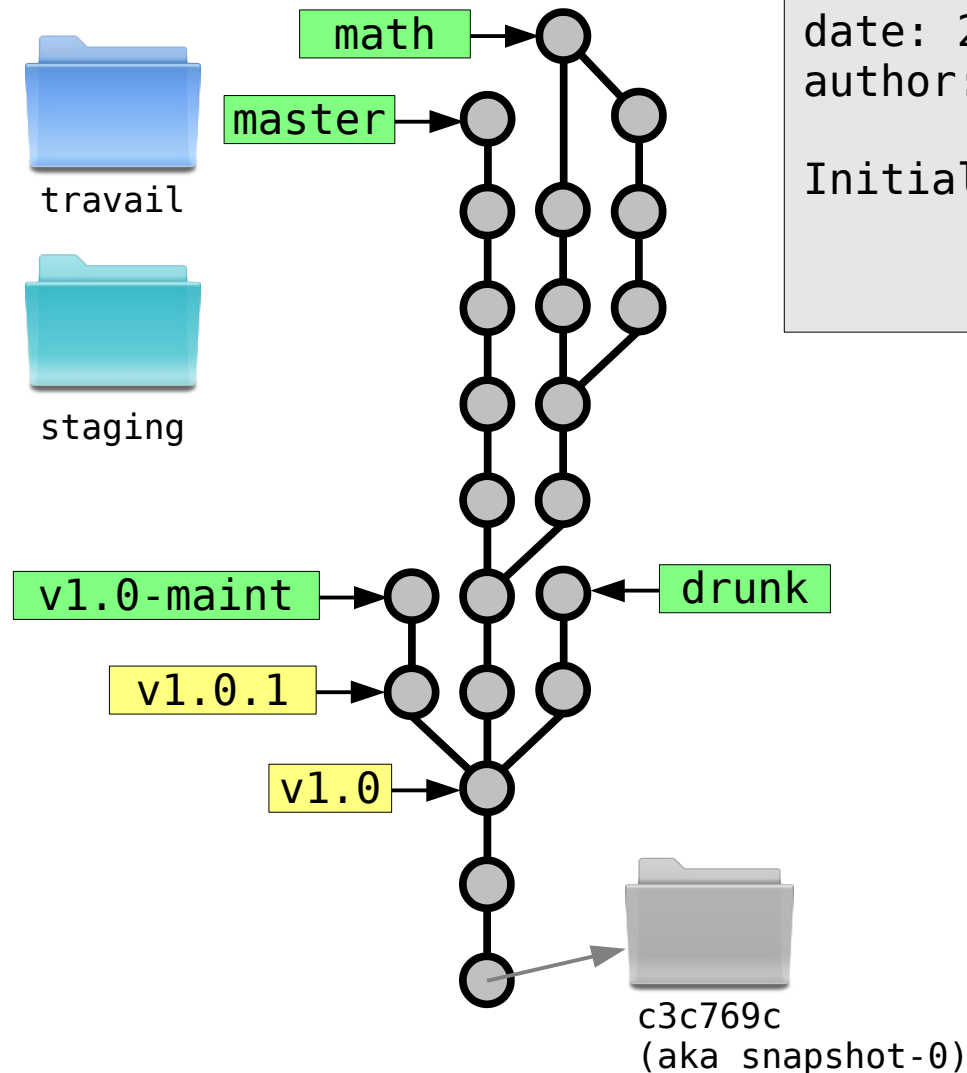 math
date: 2
author:
master
Initial
travail
staging
v1.0-maint
drunk
v1.0.1
v1.0
c3c769c
(aka snapshot-0)